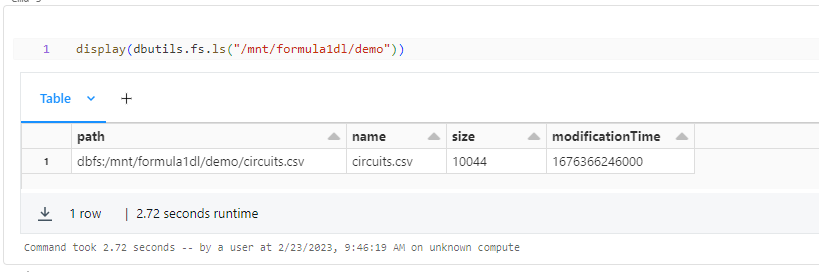 1 display(dbutils.fs.ls("/mnt/formula1dl/demo"))
Table +
path name size modificationTime
1 dbfs:/mnt/formula1dl/demo/circuits.csv circuits.csv 10044 1676366246000
1 row | 2.72 seconds runtime
Command took 2.72 seconds -- by a user at 2/23/2023, 9:46:19 AM on unknown compute